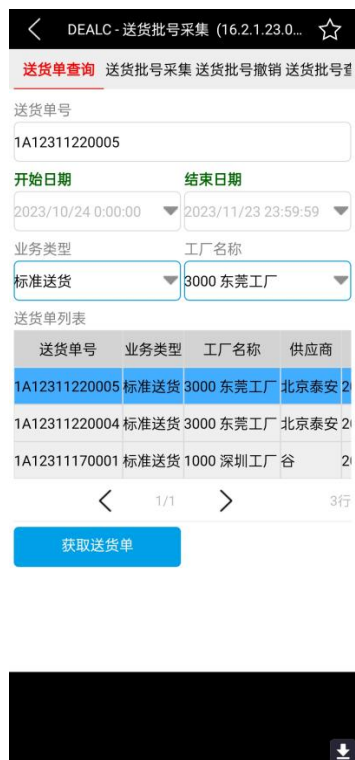 DEALC - 送货批号采集 (16.2.1.23.0...
送货单查询 送货批号采集 送货批号撤销 送货批号
送货单号
1A12311220005
开始日期 结束日期
2023/10/24 0:00:00 2023/11/23 23:59:59
业务类型 工厂名称
标准送货 3000 东莞工厂
送货单列表
送货单号 业务类型 工厂名称 供应商
1A12311220005 标准送货 3000 东莞工厂 北京泰安 2
1A12311220004 标准送货 3000 东莞工厂 北京泰安 2
1A12311170001 标准送货 1000 深圳工厂 谷 2
1/1 3行
获取送货单